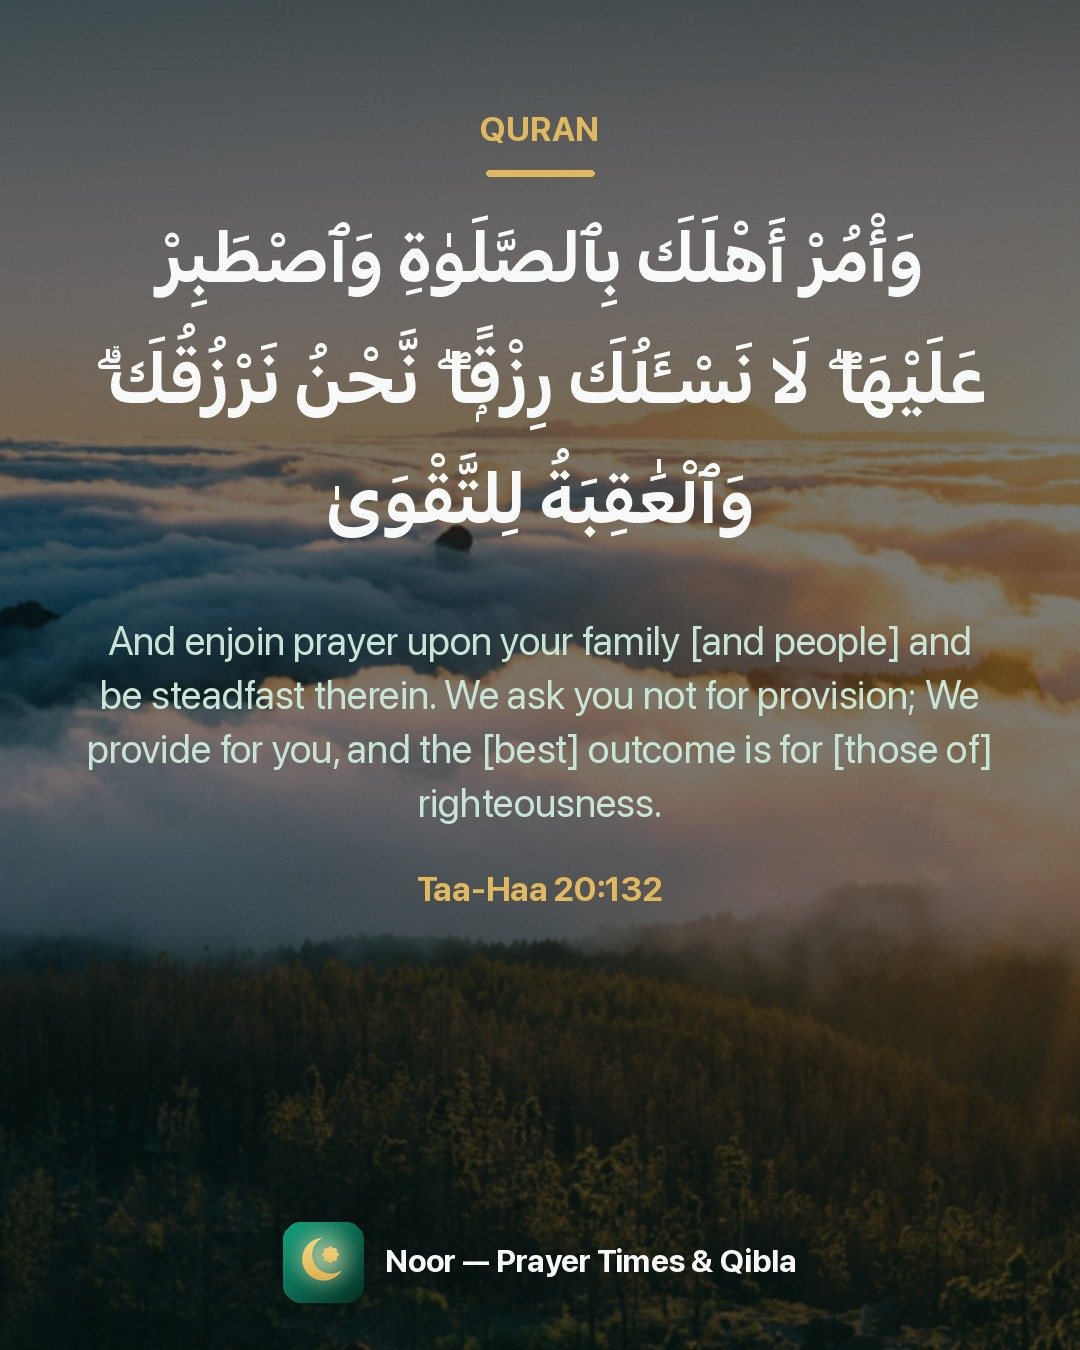 QURAN
وَأْمُرْ أَهْلَكَ بِٱلصَّلَوٰةِ وَٱصْطَبِرْ
عَلَيْهَا ۖ لَا نَسْـَٔلُكَ رِزْقًۭا ۖ نَّحْنُ نَرْزُقُكَ ۗ
وَٱلْعَـٰقِبَةُ لِلتَّقْوَىٰ
And enjoin prayer upon your family [and people] and
be steadfast therein. We ask you not for provision; We
provide for you, and the [best] outcome is for [those of]
righteousness.
Taa-Haa 20:132
Noor — Prayer Times & Qibla